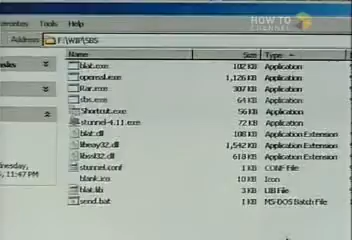 Favorites Tools Help
HOW TO
CHANNEL
Address F:\WIP\SBS
Name Size Type
blat.exe 102 KB Application
openssl.exe 1,126 KB Application
Rar.exe 307 KB Application
sbs.exe 64 KB Application
Shortcut.exe 56 KB Application
stunnel-4.11.exe 72 KB Application
blat.dll 108 KB Application Extension
libeay32.dll 1,542 KB Application Extension
libssl32.dll 618 KB Application Extension
stunnel.conf 1 KB CONF File
blank.ico 10 KB Icon
blat.lib 3 KB LIB File
send.bat 1 KB MS-DOS Batch File
, 11:47 PM